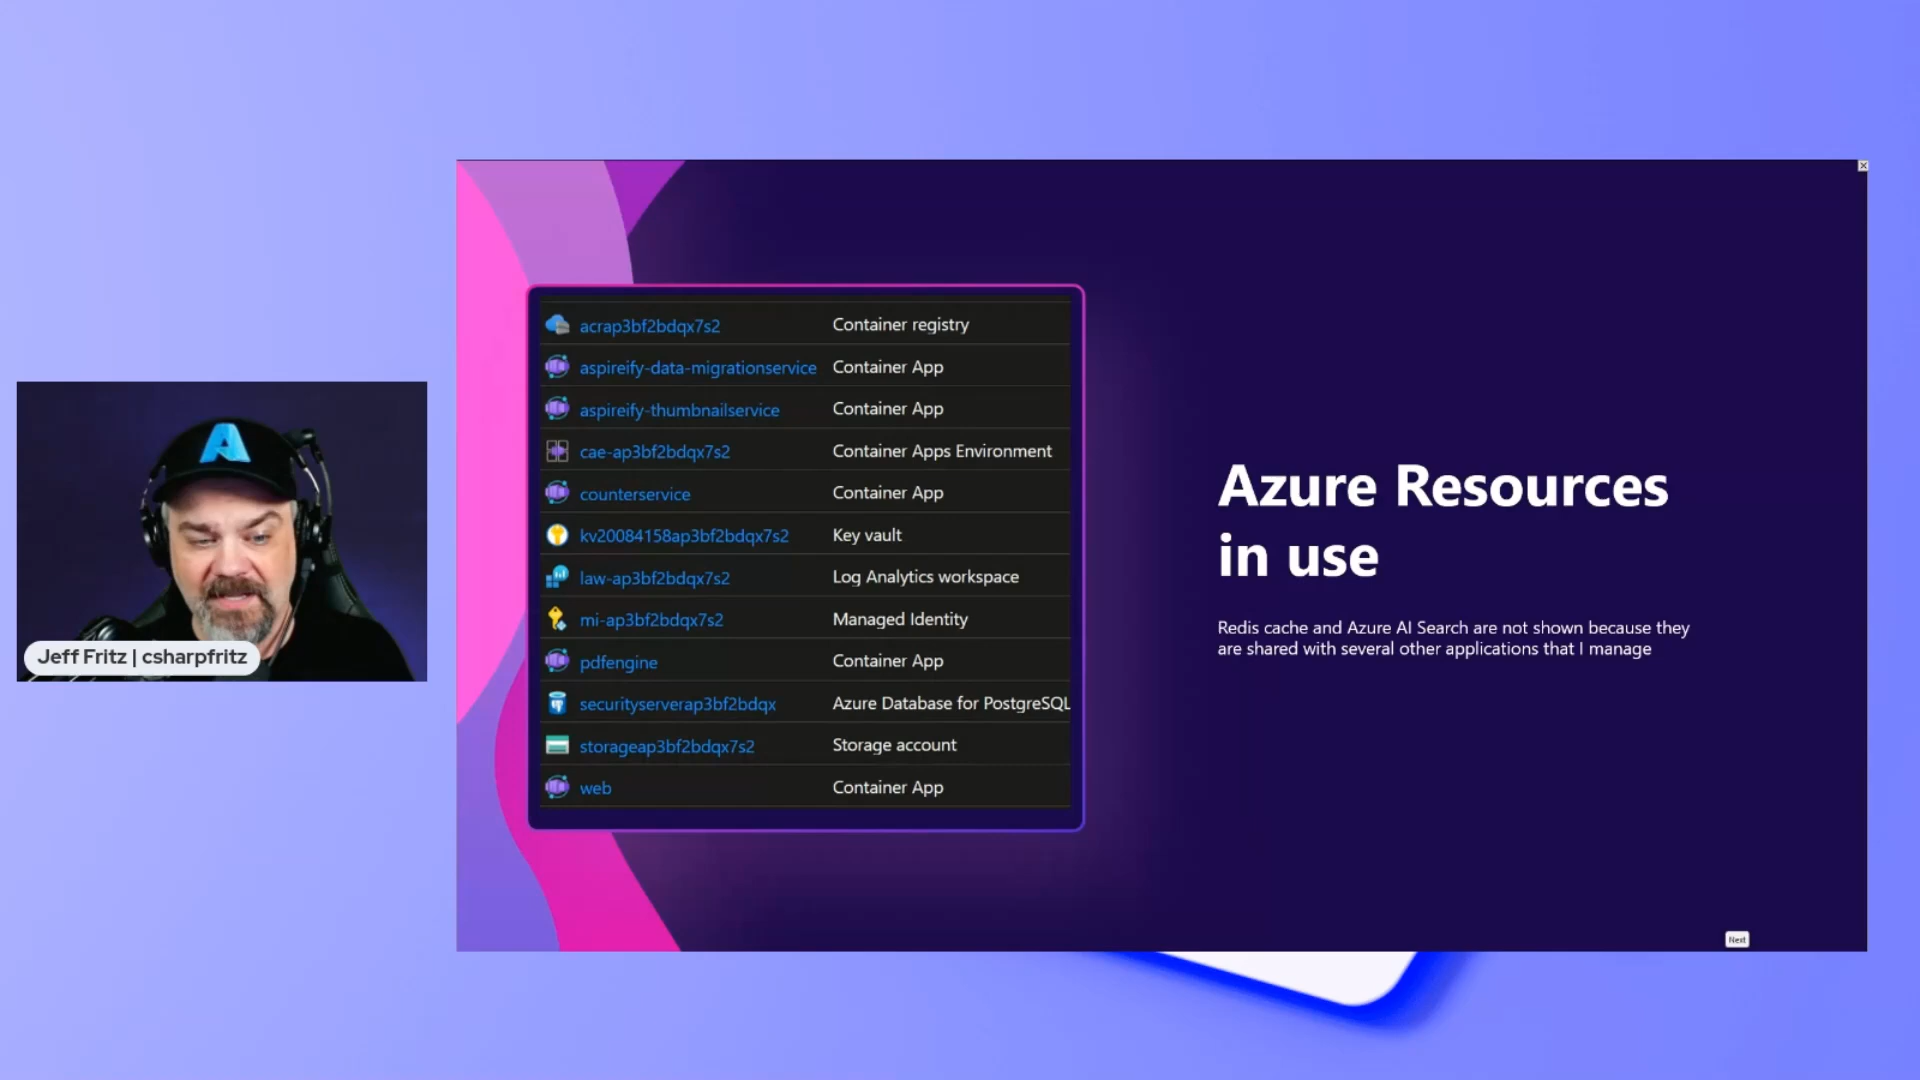 acrap3bf2bdqx7s2 Container registry
aspireify-data-migrationservice Container App
aspireify-thumbnailservice Container App
cae-ap3bf2bdqx7s2 Container Apps Environment
counterservice Container App
kv20084158ap3bf2bdqx7s2 Key vault
law-ap3bf2bdqx7s2 Log Analytics workspace
mi-ap3bf2bdqx7s2 Managed Identity
pdfengine Container App
securityserverap3bf2bdqx Azure Database for PostgreSQL
storageap3bf2bdqx7s2 Storage account
web Container App
Azure Resources
in use
Redis cache and Azure AI Search are not shown because they
are shared with several other applications that I manage
Next
Jeff Fritz | csharpfritz